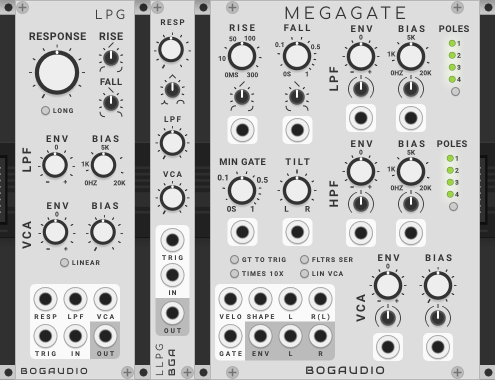 LPG
RESPONSE
RISE
FALL
LONG
LPF
ENV
0
−
+
BIAS
5K
1K
0HZ
20K
VCA
ENV
0
−
+
BIAS
LINEAR
RESP
LPF
VCA
TRIG
IN
OUT
BOGAUDIO
RESP
LPF
VCA
TRIG
IN
OUT
LLPG
BGA
MEGAGATE
RISE
50
100
10
0MS
300
FALL
0.1
0.5
0S
1
LPF
ENV
0
−
+
BIAS
5K
1K
0HZ
20K
POLES
1
2
3
4
MIN GATE
0.1
0.5
0S
1
TILT
L
R
HPF
ENV
0
−
+
BIAS
5K
1K
0HZ
20K
POLES
1
2
3
4
GT TO TRIG
FLTRS SER
TIMES 10X
LIN VCA
VELO
SHAPE
L
R(L)
GATE
ENV
L
R
VCA
ENV
0
−
+
BIAS
BOGAUDIO